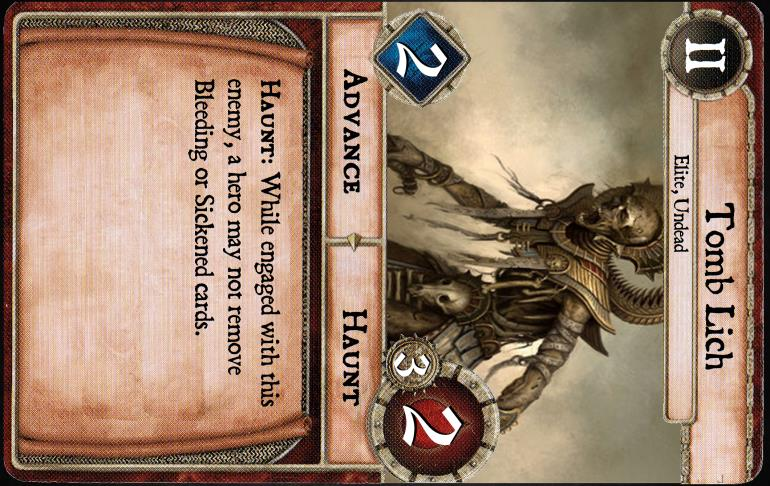 II
Tomb Lich
Elite, Undead
2
3
2
ADVANCE
HAUNT
HAUNT: While engaged with this
enemy, a hero may not remove
Bleeding or Sickened cards.